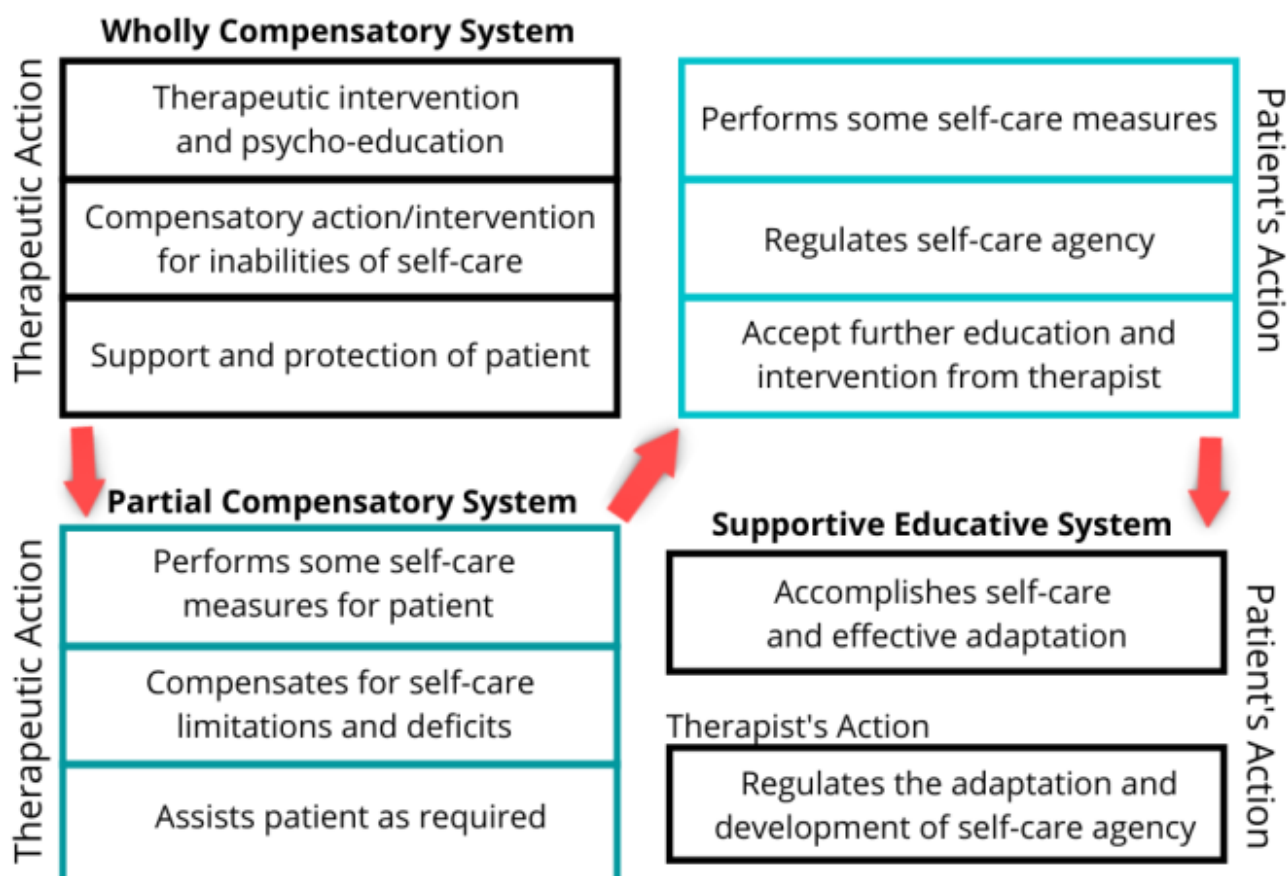 Wholly Compensatory System
Therapeutic Action
Therapeutic intervention
and psycho-education
Compensatory action/intervention
for inabilities of self-care
Support and protection of patient
Partial Compensatory System
Therapeutic Action
Performs some self-care
measures for patient
Compensates for self-care
limitations and deficits
Assists patient as required
Performs some self-care measures
Regulates self-care agency
Accept further education and
intervention from therapist
Patient's Action
Supportive Educative System
Accomplishes self-care
and effective adaptation
Therapist's Action
Regulates the adaptation and
development of self-care agency
Patient's Action